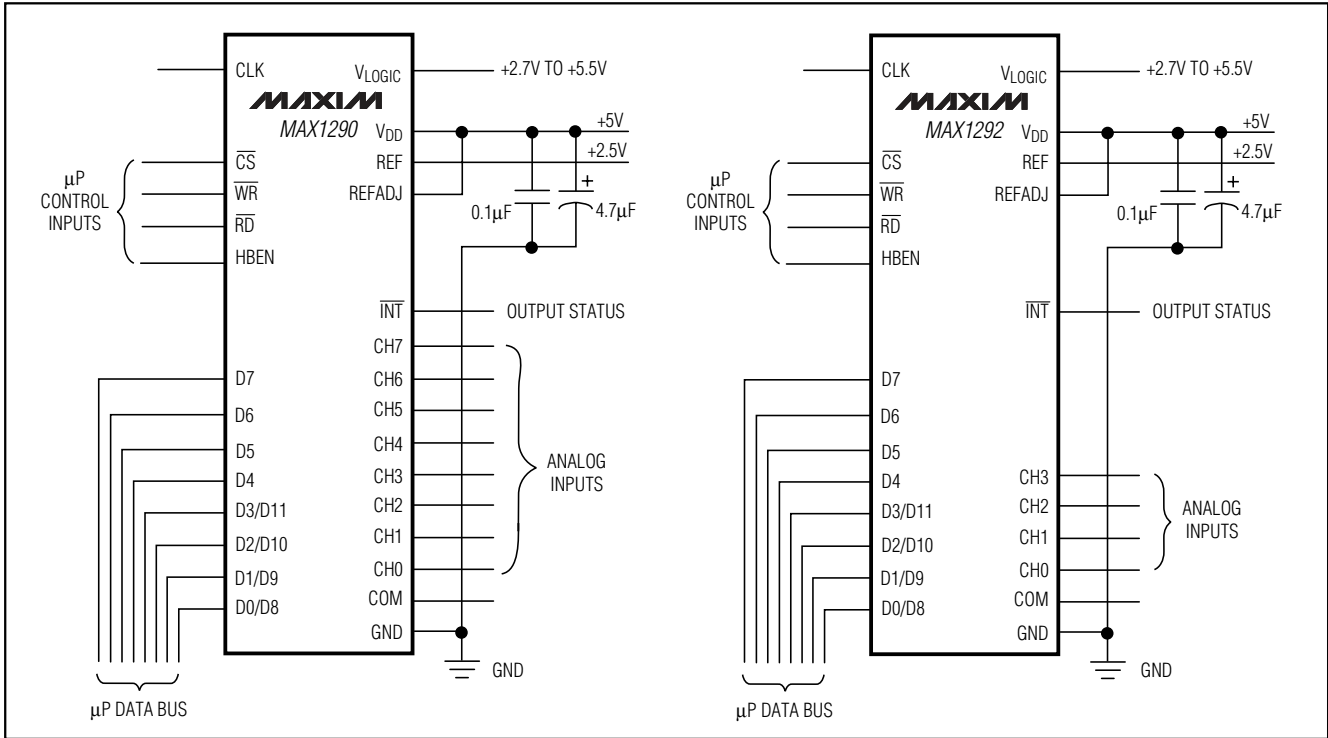 CLK
VLOGIC
+2.7V TO +5.5V
MAXIM
MAX1290
VDD
+5V
CS
REF
+2.5V
WR
REFADJ
µP
CONTROL
INPUTS
RD
0.1µF
+
4.7µF
HBEN
INT
OUTPUT STATUS
CH7
D7
CH6
D6
CH5
D5
CH4
D4
CH3
ANALOG
INPUTS
D3/D11
CH2
D2/D10
CH1
D1/D9
CH0
D0/D8
COM
GND
GND
µP DATA BUS
CLK
VLOGIC
+2.7V TO +5.5V
MAXIM
MAX1292
VDD
+5V
CS
REF
+2.5V
WR
REFADJ
µP
CONTROL
INPUTS
RD
0.1µF
+
4.7µF
HBEN
INT
OUTPUT STATUS
D7
D6
D5
D4
CH3
D3/D11
CH2
ANALOG
INPUTS
D2/D10
CH1
D1/D9
CH0
D0/D8
COM
GND
GND
µP DATA BUS